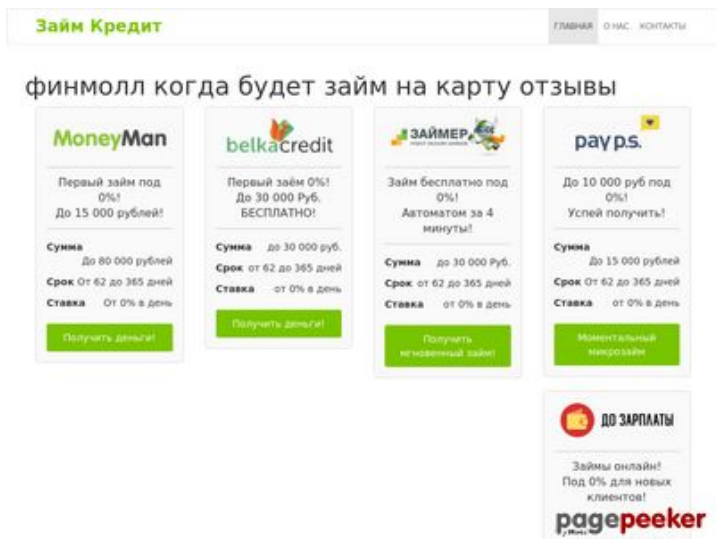 Займ Кредит
ГЛАВНАЯ О НАС КОНТАКТЫ
финмолл когда будет займ на карту отзывы
MoneyMan
Первый займ под
0%!
До 15 000 рублей!
Сумма
До 80 000 рублей
Срок От 62 до 365 дней
Ставка От 0% в день
Получить деньги!
belkacredit
Первый заём 0%!
До 30 000 Руб.
БЕСПЛАТНО!
Сумма до 30 000 руб.
Срок от 62 до 365 дней
Ставка от 0% в день
Получить деньги!
ЗАЙМЕР
Займ бесплатно под
0%!
Автоматом за 4
минуты!
Сумма до 30 000 Руб.
Срок от 62 до 365 дней
Ставка от 0% в день
Получить
мгновенный займ!
pay p.s.
До 10 000 руб под
0%!
Успей получить!
Сумма
До 15 000 рублей
Срок От 62 до 365 дней
Ставка от 0% в день
Моментальный
микрозайм
ДО ЗАРПЛАТЫ
Займы онлайн!
Под 0% для новых
клиентов!
pagepeeker